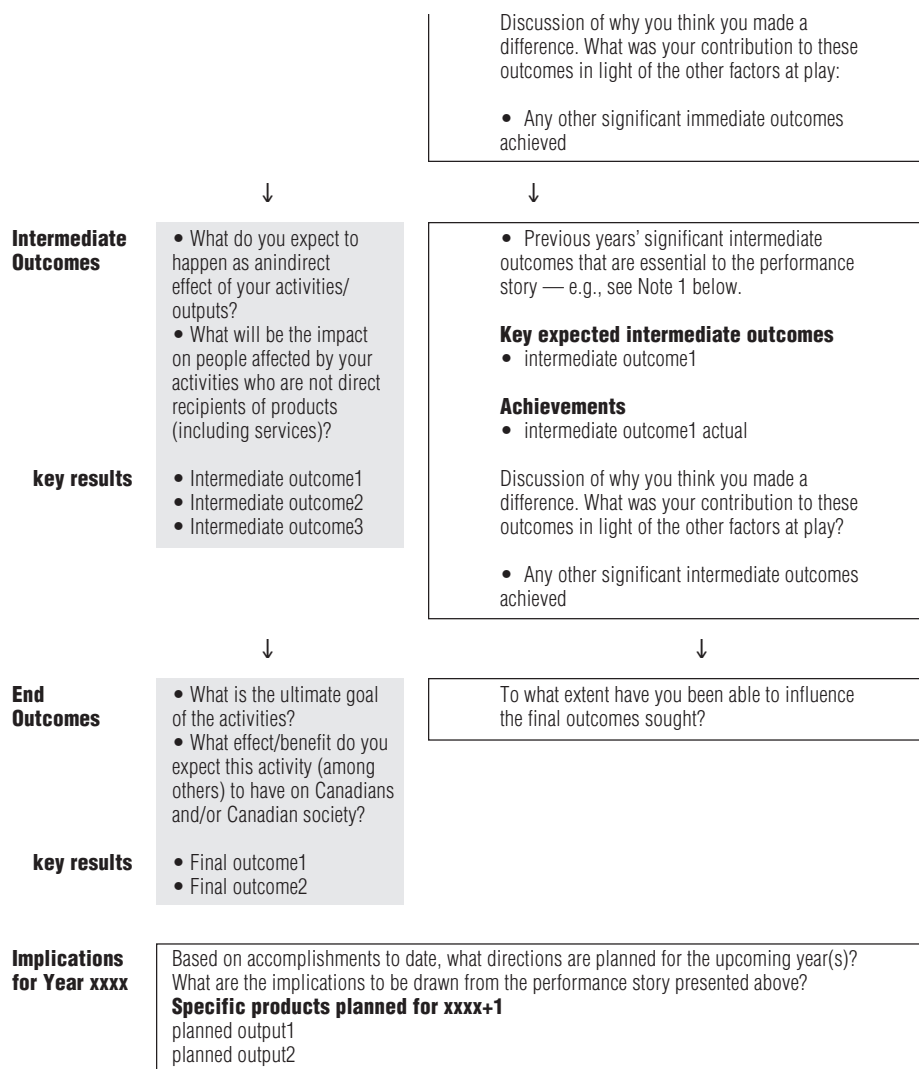 Discussion of why you think you made a
difference. What was your contribution to these
outcomes in light of the other factors at play:
• Any other significant immediate outcomes
achieved
↓ ↓
Intermediate
Outcomes
• What do you expect to
happen as anindirect
effect of your activities/
outputs?
• What will be the impact
on people affected by your
activities who are not direct
recipients of products
(including services)?
key results
• Intermediate outcome1
• Intermediate outcome2
• Intermediate outcome3
• Previous years' significant intermediate
outcomes that are essential to the performance
story — e.g., see Note 1 below.
Key expected intermediate outcomes
• intermediate outcome1
Achievements
• intermediate outcome1 actual
Discussion of why you think you made a
difference. What was your contribution to these
outcomes in light of the other factors at play?
• Any other significant intermediate outcomes
achieved
↓ ↓
End
Outcomes
• What is the ultimate goal
of the activities?
• What effect/benefit do you
expect this activity (among
others) to have on Canadians
and/or Canadian society?
key results
• Final outcome1
• Final outcome2
To what extent have you been able to influence
the final outcomes sought?
Implications
for Year xxxx
Based on accomplishments to date, what directions are planned for the upcoming year(s)?
What are the implications to be drawn from the performance story presented above?
Specific products planned for xxxx+1
planned output1
planned output2